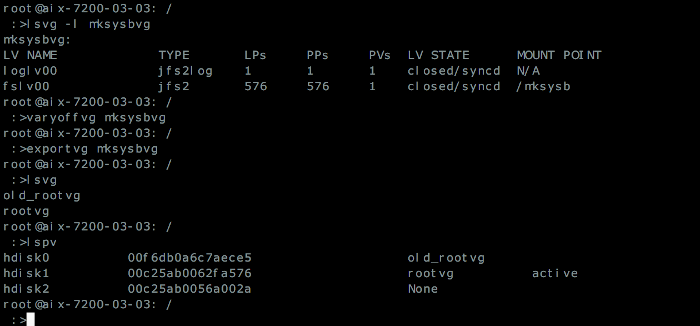 root@aix-7200-03-03: /
:>lsvg -l mksysbvg
mksysbvg:
LV NAME TYPE LPs PPs PVs LV STATE MOUNT POINT
loglv00 jfs2log 1 1 1 closed/syncd N/A
fslv00 jfs2 576 576 1 closed/syncd /mksysb
root@aix-7200-03-03: /
:>varyoffvg mksysbvg
root@aix-7200-03-03: /
:>exportvg mksysbvg
root@aix-7200-03-03: /
:>lsvg
old_rootvg
rootvg
root@aix-7200-03-03: /
:>lspv
hdisk0 00f6db0a6c7aece5 old_rootvg
hdisk1 00c25ab0062fa576 rootvg active
hdisk2 00c25ab0056a002a None
root@aix-7200-03-03: /
:>